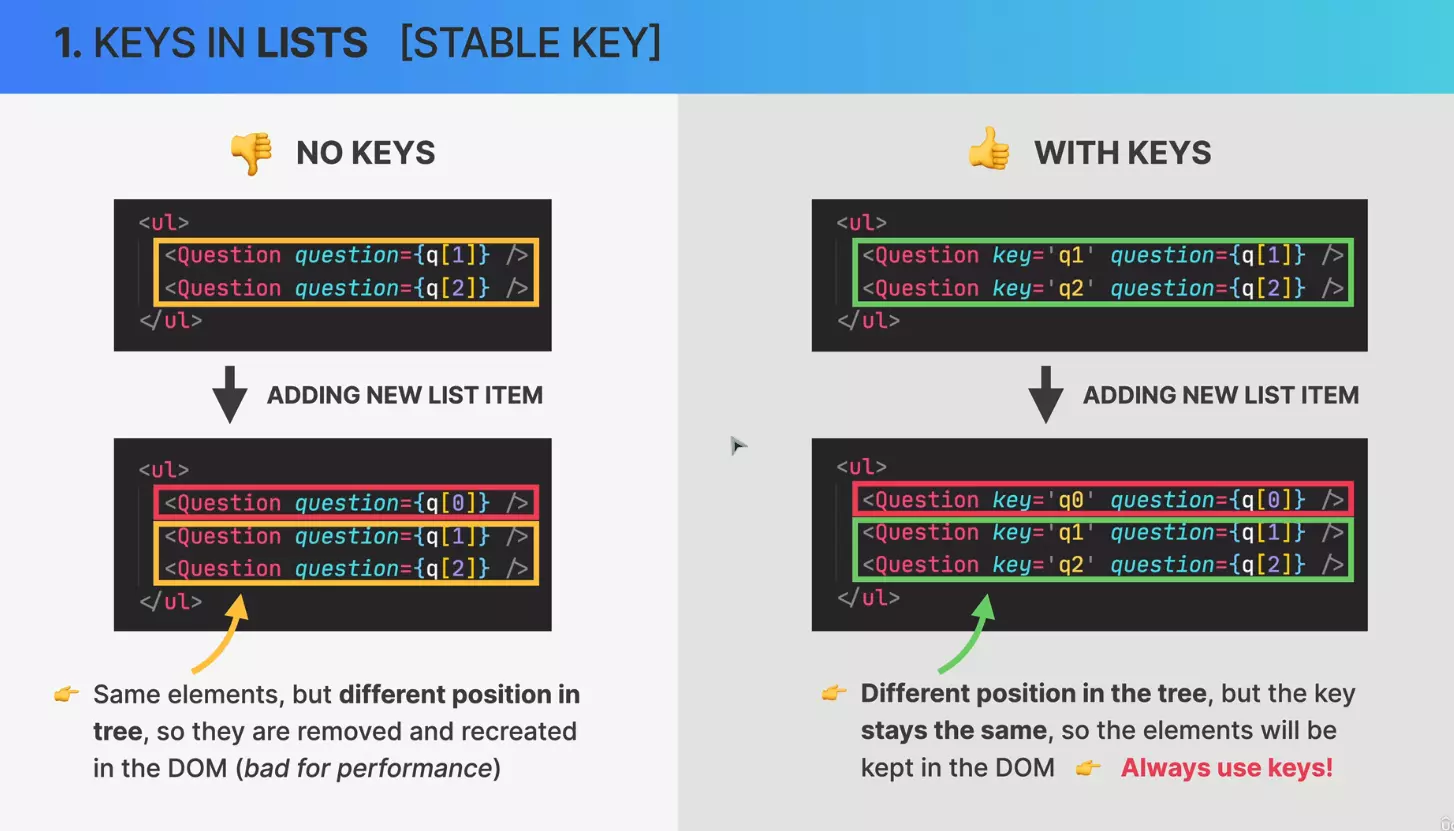 1. KEYS IN LISTS [STABLE KEY]
👎 NO KEYS
<ul>
<Question question={q[1]} />
<Question question={q[2]} />
</ul>
ADDING NEW LIST ITEM
<ul>
<Question question={q[0]} />
<Question question={q[1]} />
<Question question={q[2]} />
</ul>
👉 Same elements, but different position in
tree, so they are removed and recreated
in the DOM (bad for performance)
👍 WITH KEYS
<ul>
<Question key='q1' question={q[1]} />
<Question key='q2' question={q[2]} />
</ul>
ADDING NEW LIST ITEM
<ul>
<Question key='q0' question={q[0]} />
<Question key='q1' question={q[1]} />
<Question key='q2' question={q[2]} />
</ul>
👉 Different position in the tree, but the key
stays the same, so the elements will be
kept in the DOM 👉 Always use keys!